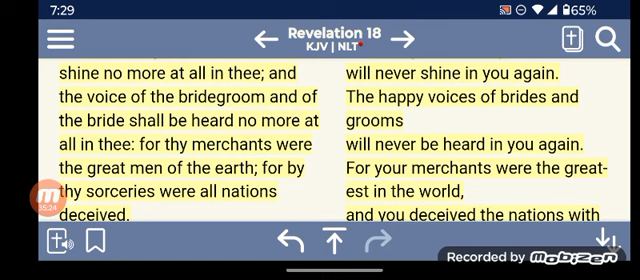 7:29
65%
Revelation 18
KJV | NLT
shine no more at all in thee; and
the voice of the bridegroom and of
the bride shall be heard no more at
all in thee: for thy merchants were
the great men of the earth; for by
thy sorceries were all nations
deceived.
will never shine in you again.
The happy voices of brides and
grooms
will never be heard in you again.
For your merchants were the great-
est in the world,
and you deceived the nations with
35:24
Recorded by mobizen